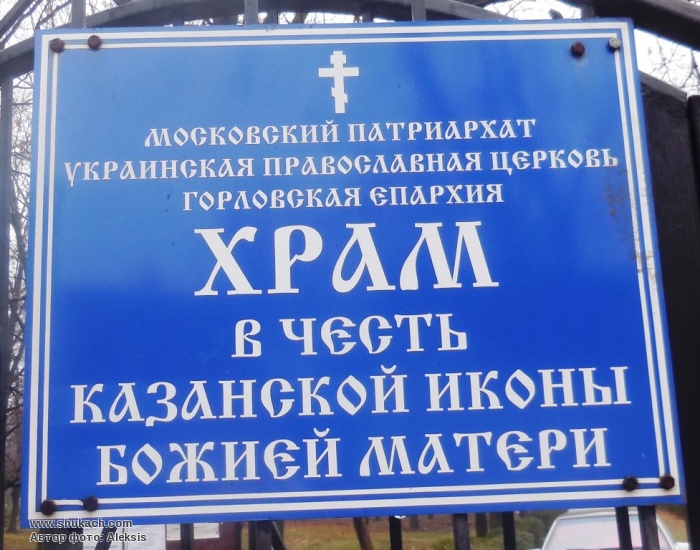 МОСКОВСКИЙ ПАТРИАРХАТ
УКРАИНСКАЯ ПРАВОСЛАВНАЯ ЦЕРКОВЬ
ГОРЛОВСКАЯ ЕПАРХИЯ
ХРАМ
В ЧЕСТЬ
КАЗАНСКОЙ ИКОНЫ
БОЖИЕЙ МАТЕРИ
www.shukach.com
Автор фото: Aleksis